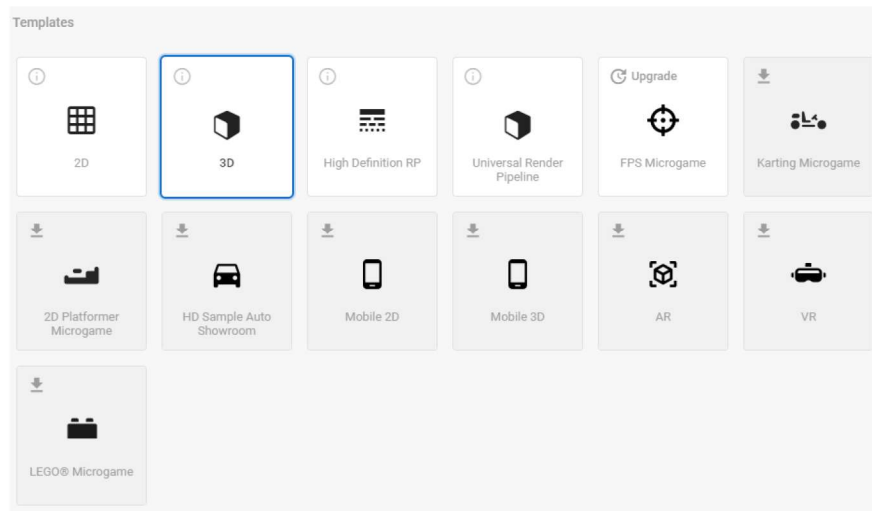 Templates
2D
3D
High Definition RP
Universal Render
Pipeline
Upgrade
FPS Microgame
Karting Microgame
2D Platformer
Microgame
HD Sample Auto
Showroom
Mobile 2D
Mobile 3D
AR
VR
LEGO® Microgame